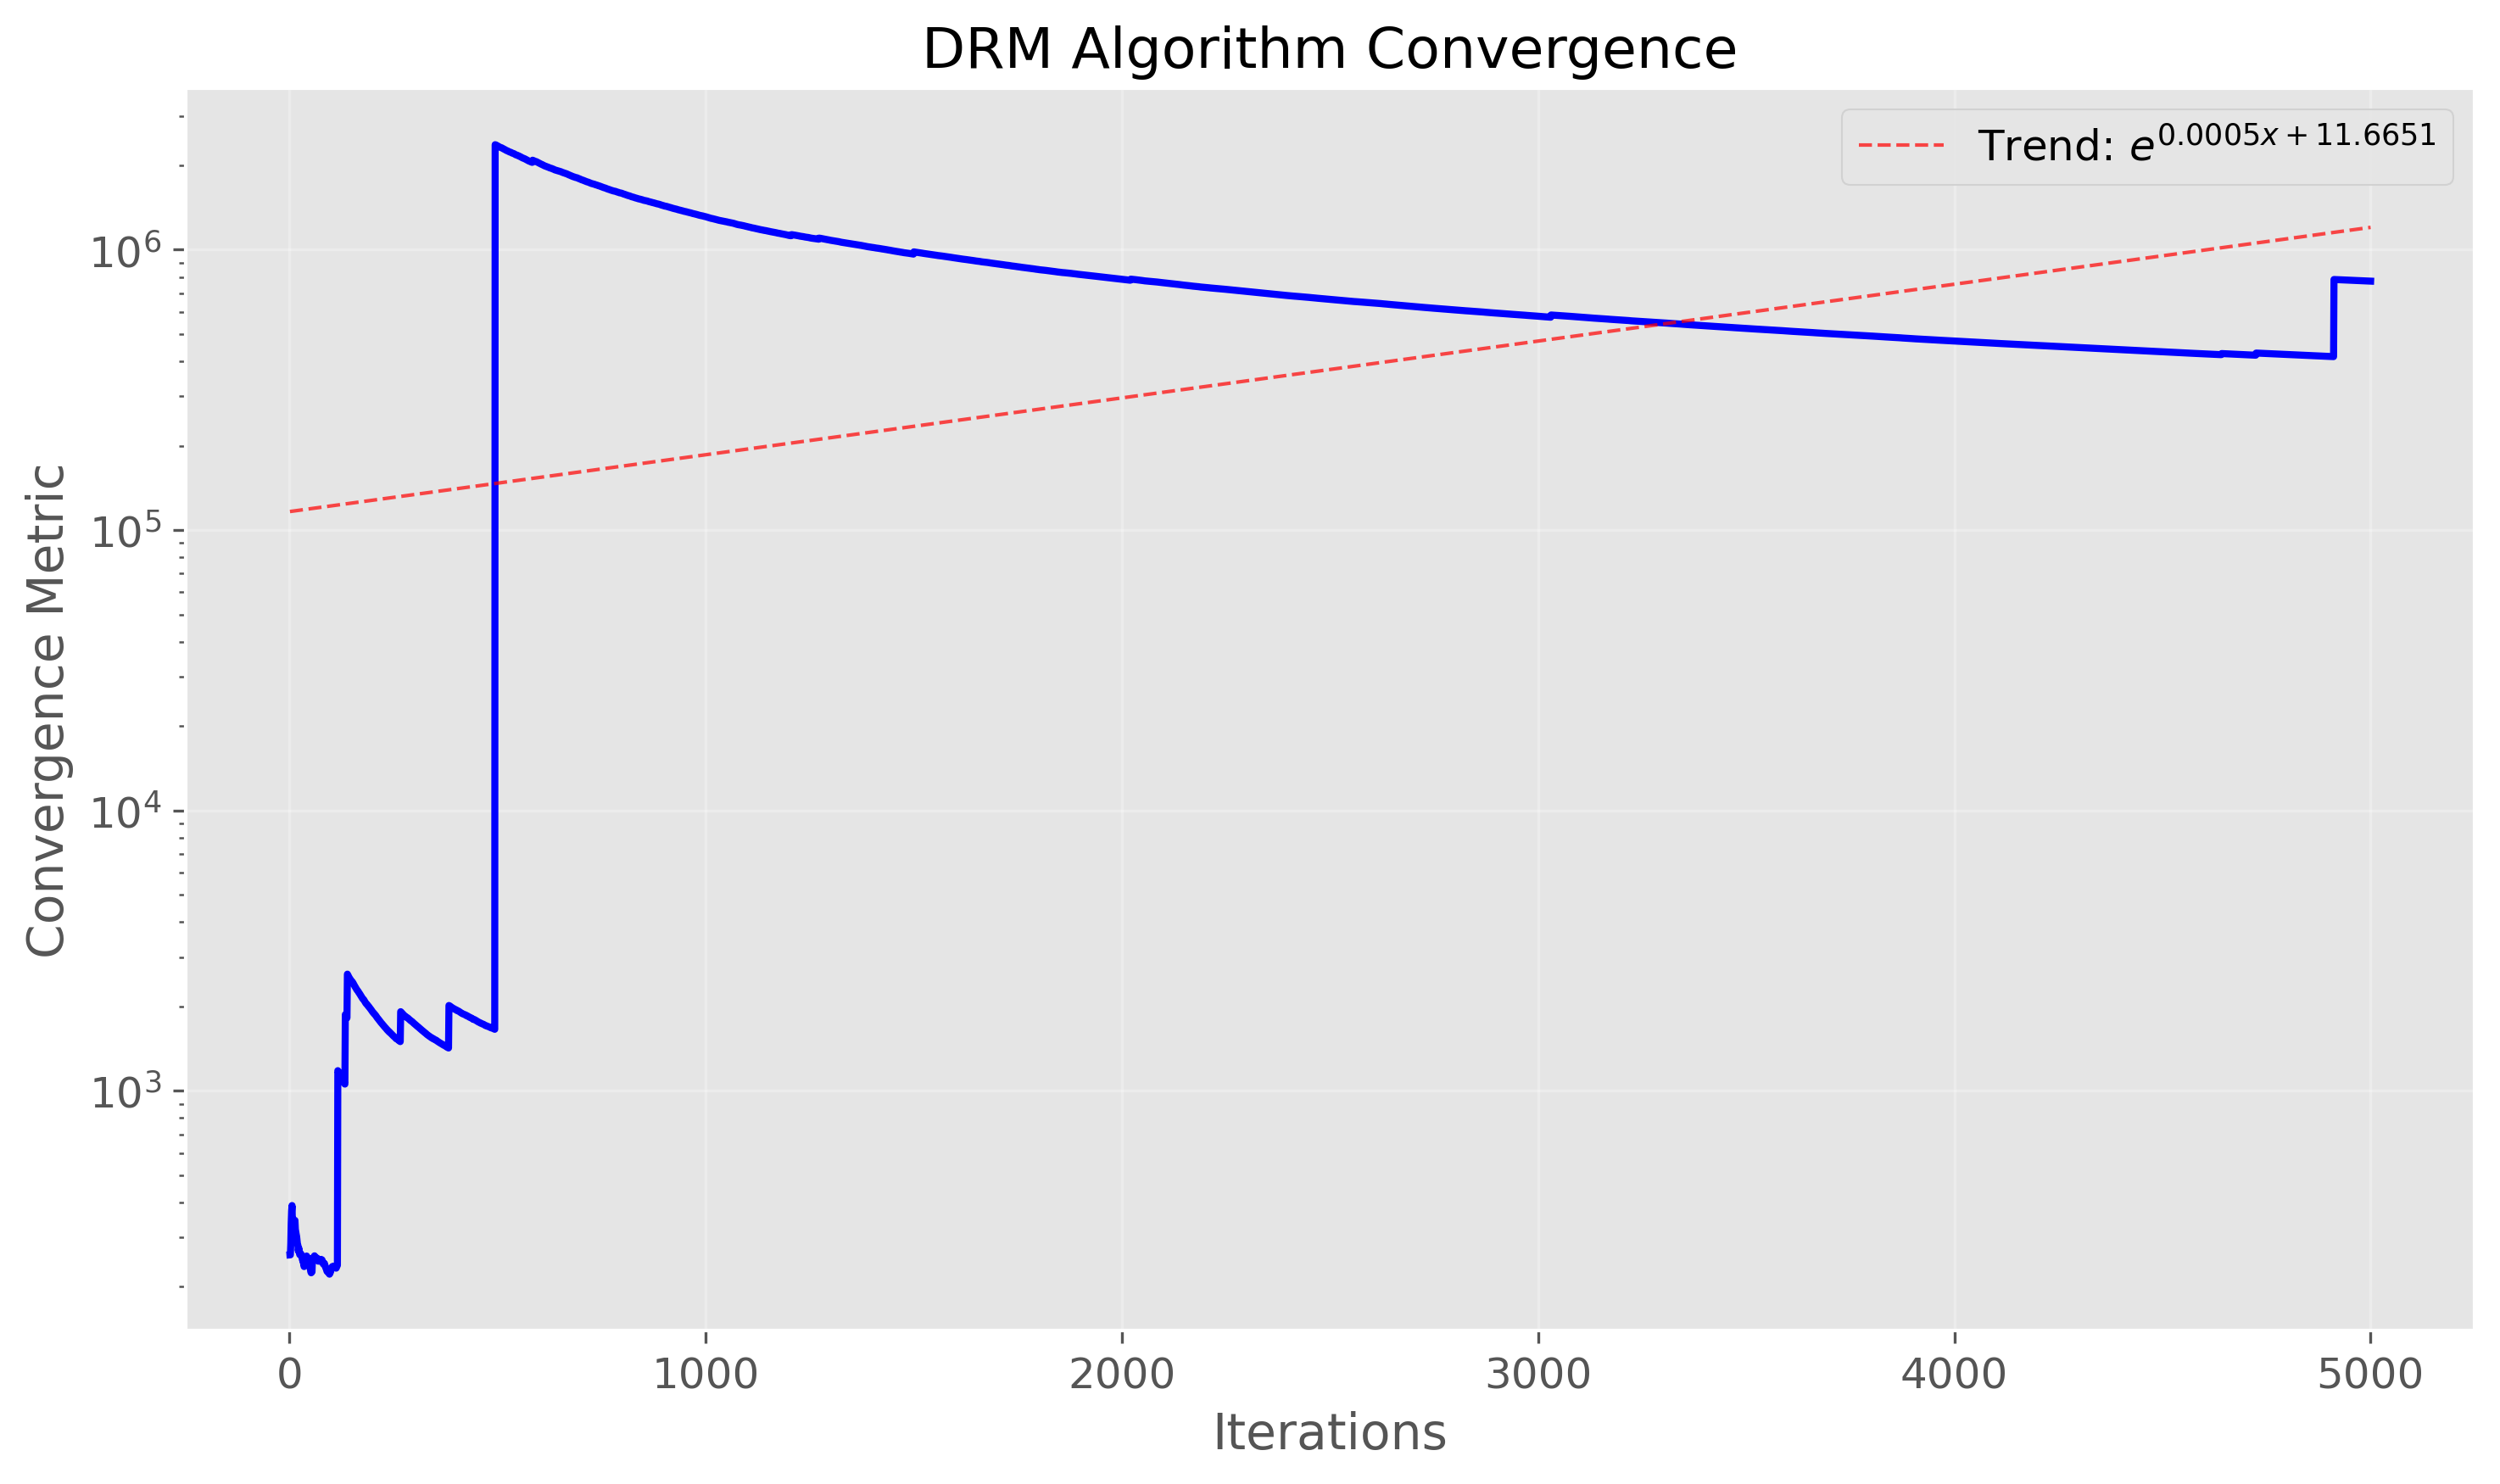 DRM Algorithm Convergence
Trend: e^{0.0005x + 11.6651}
Convergence Metric
10^6
10^5
10^4
10^3
0 1000 2000 3000 4000 5000
Iterations